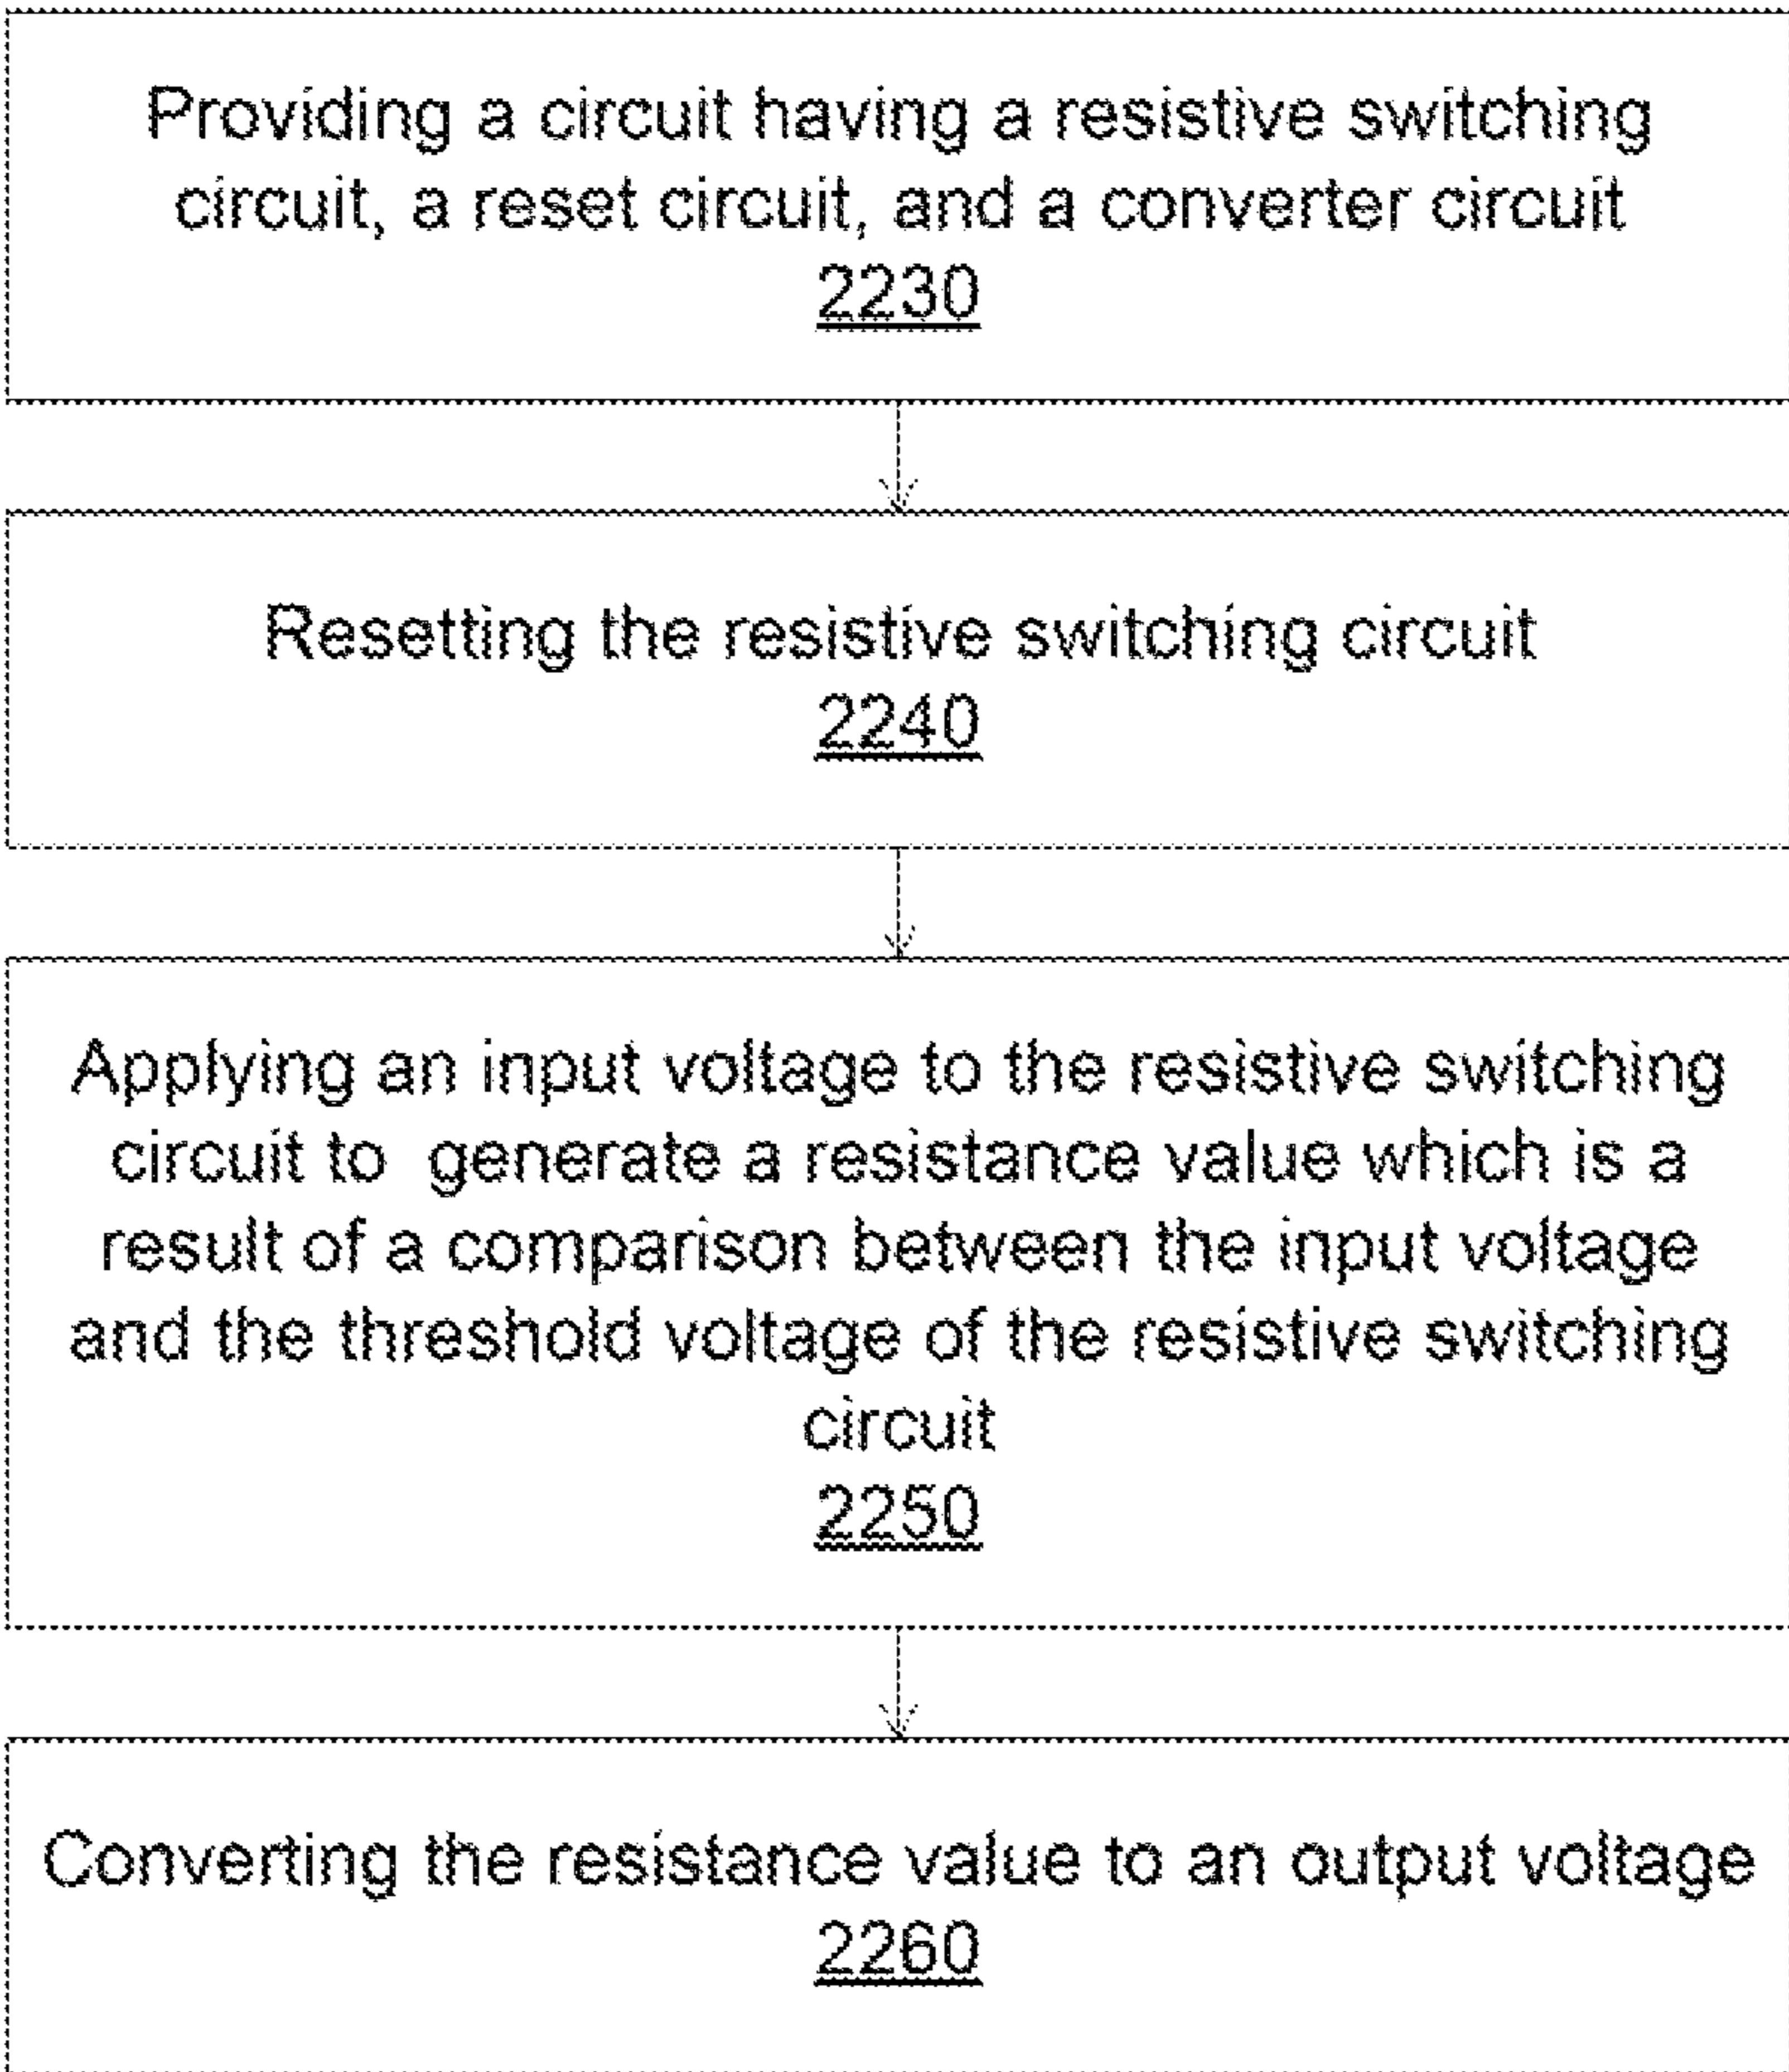 Providing a circuit having a resistive switching
circuit, a reset circuit, and a converter circuit
2230
Resetting the resistive switching circuit
2240
Applying an input voltage to the resistive switching
circuit to generate a resistance value which is a
result of a comparison between the input voltage
and the threshold voltage of the resistive switching
circuit
2250
Converting the resistance value to an output voltage
2260